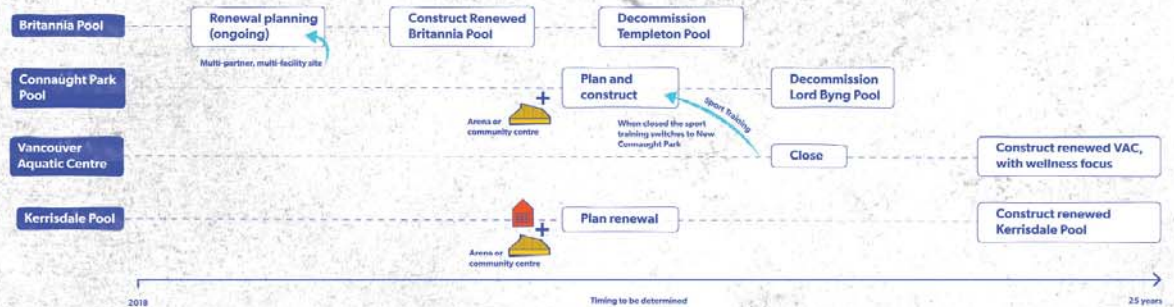 Britannia Pool
Renewal planning
(ongoing)
Construct Renewed
Britannia Pool
Decommission
Templeton Pool
Multi-partner, multi-facility site
Connaught Park
Pool
Plan and
construct
Decommission
Lord Byng Pool
+
Arena or
community centre
Sport Training
When closed the sport
training switches to New
Connaught Park
Vancouver
Aquatic Centre
Close
Construct renewed VAC,
with wellness focus
Kerrisdale Pool
+
Plan renewal
Construct renewed
Kerrisdale Pool
Arena or
community centre
2018
Timing to be determined
25 years